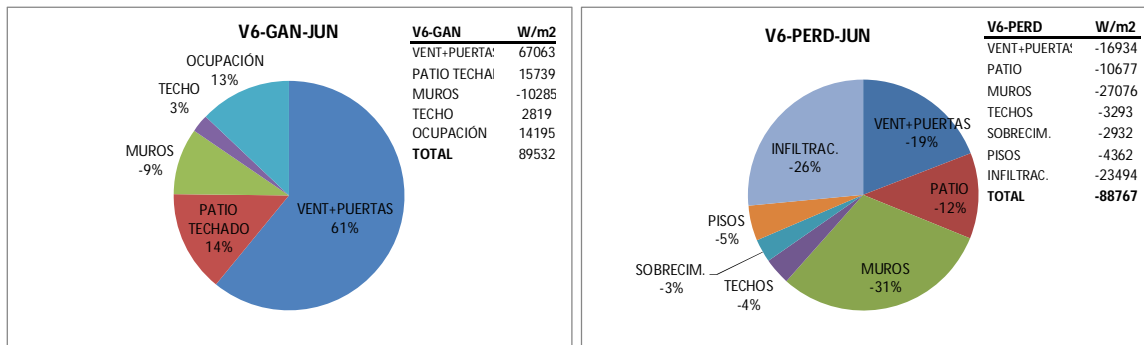 V6-GAN-JUN
OCUPACIÓN
13%
TECHO
3%
MUROS
-9%
PATIO
TECHADO
14%
VENT+PUERTAS
61%
V6-GAN W/m2
VENT+PUERTAS 67063
PATIO TECHAI 15739
MUROS -10285
TECHO 2819
OCUPACIÓN 14195
TOTAL 89532
V6-PERD-JUN
INFILTRAC.
-26%
VENT+PUERTAS
-19%
PATIO
-12%
PISOS
-5%
SOBRECIM.
-3%
TECHOS
-4%
MUROS
-31%
V6-PERD W/m2
VENT+PUERTAS -16934
PATIO -10677
MUROS -27076
TECHOS -3293
SOBRECIM. -2932
PISOS -4362
INFILTRAC. -23494
TOTAL -88767